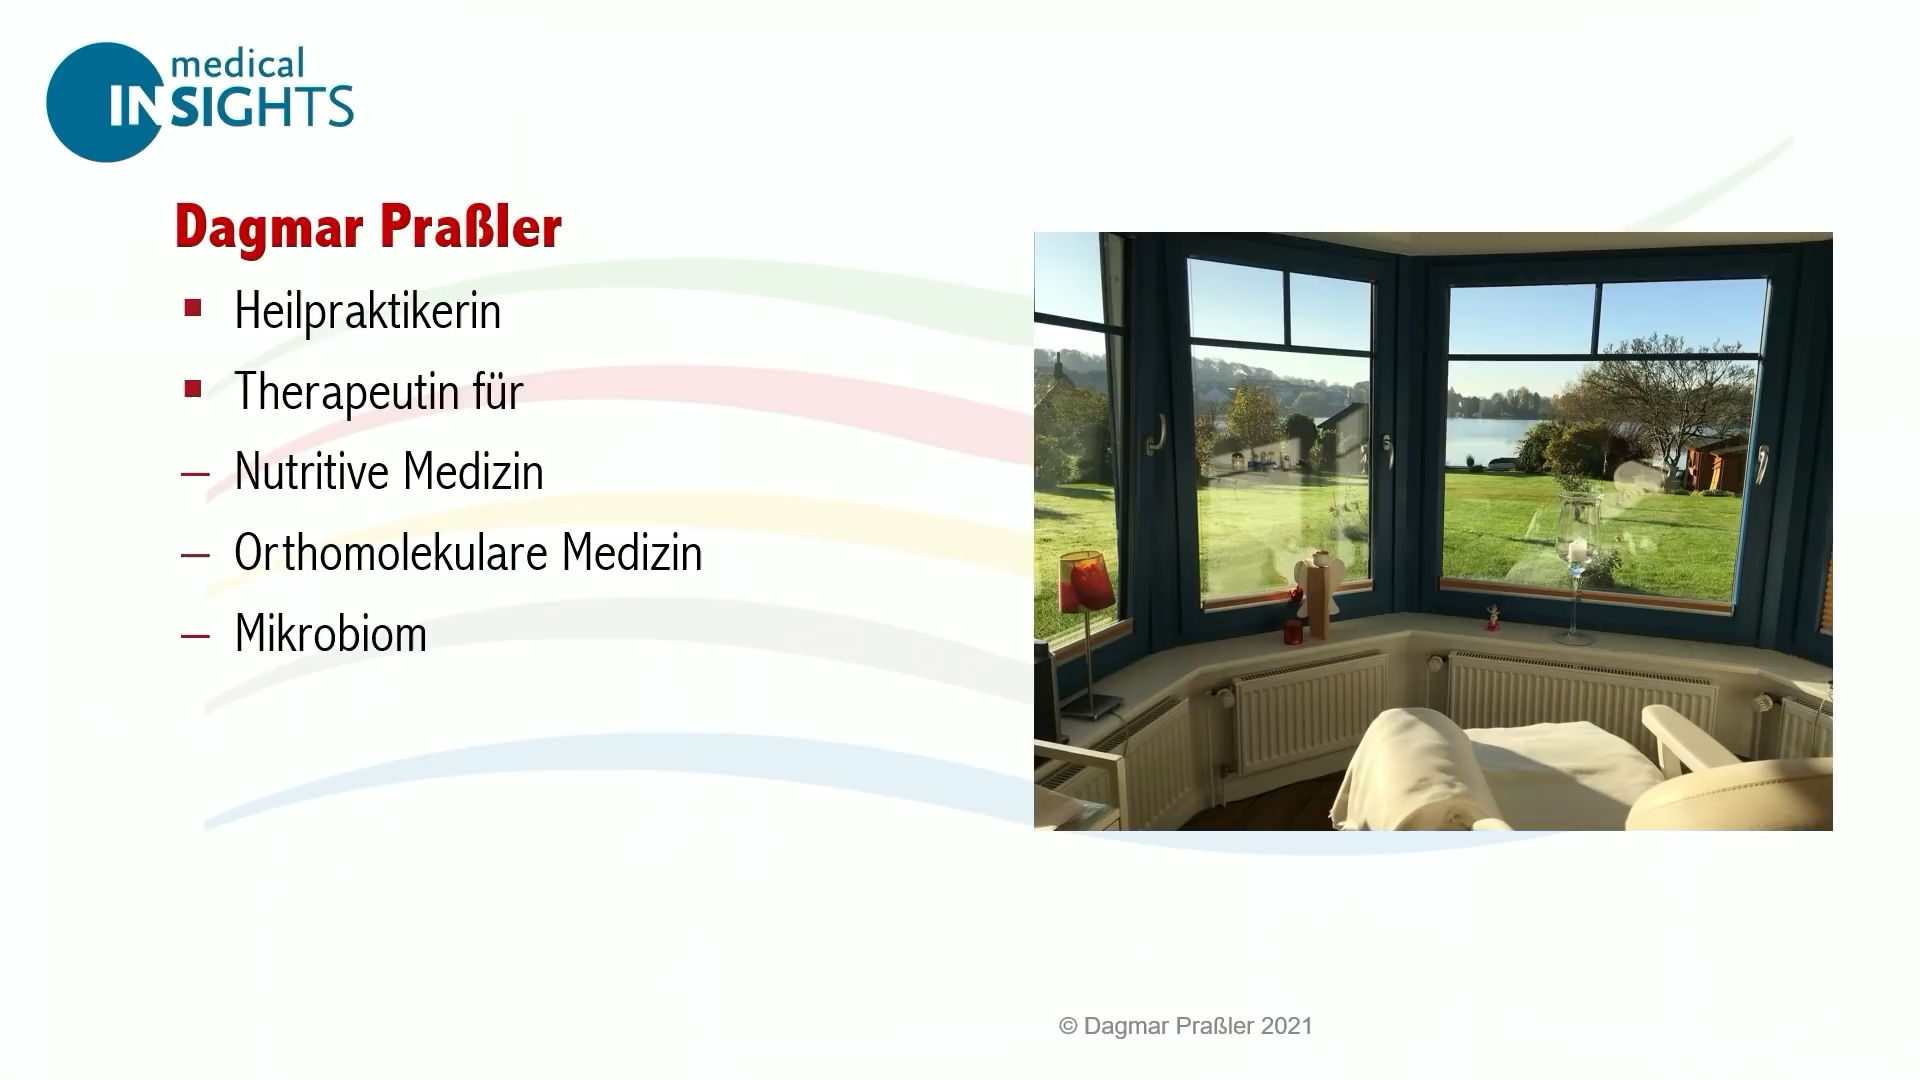 medical
INSIGHTS
Dagmar Praßler
▪ Heilpraktikerin
▪ Therapeutin für
– Nutritive Medizin
– Orthomolekulare Medizin
– Mikrobiom
© Dagmar Praßler 2021